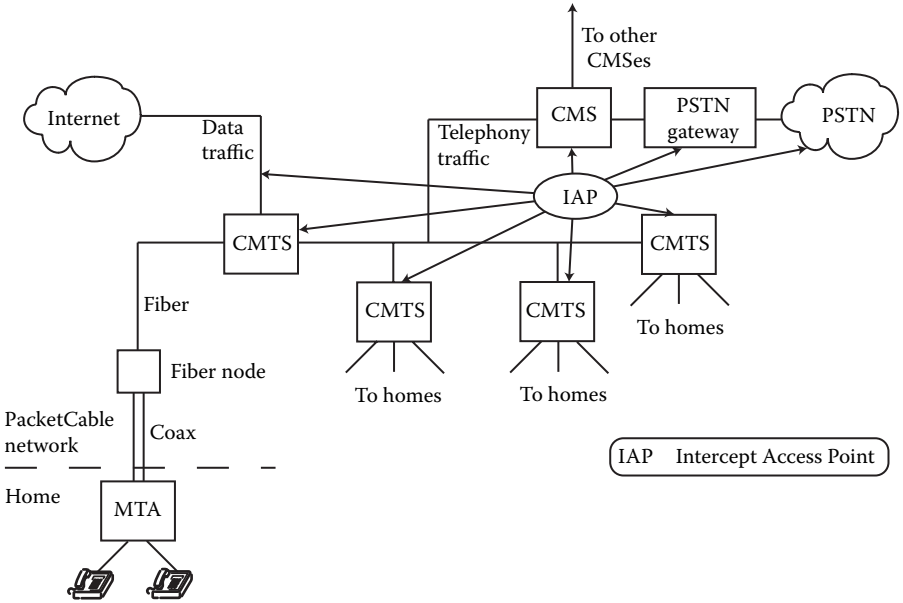 To other
CMSes
Internet
Data
traffic
Telephony
traffic
CMS
PSTN
gateway
PSTN
IAP
CMTS
CMTS
CMTS
CMTS
To homes
To homes
To homes
Fiber
Fiber node
PacketCable
network
Coax
Home
MTA
IAP Intercept Access Point